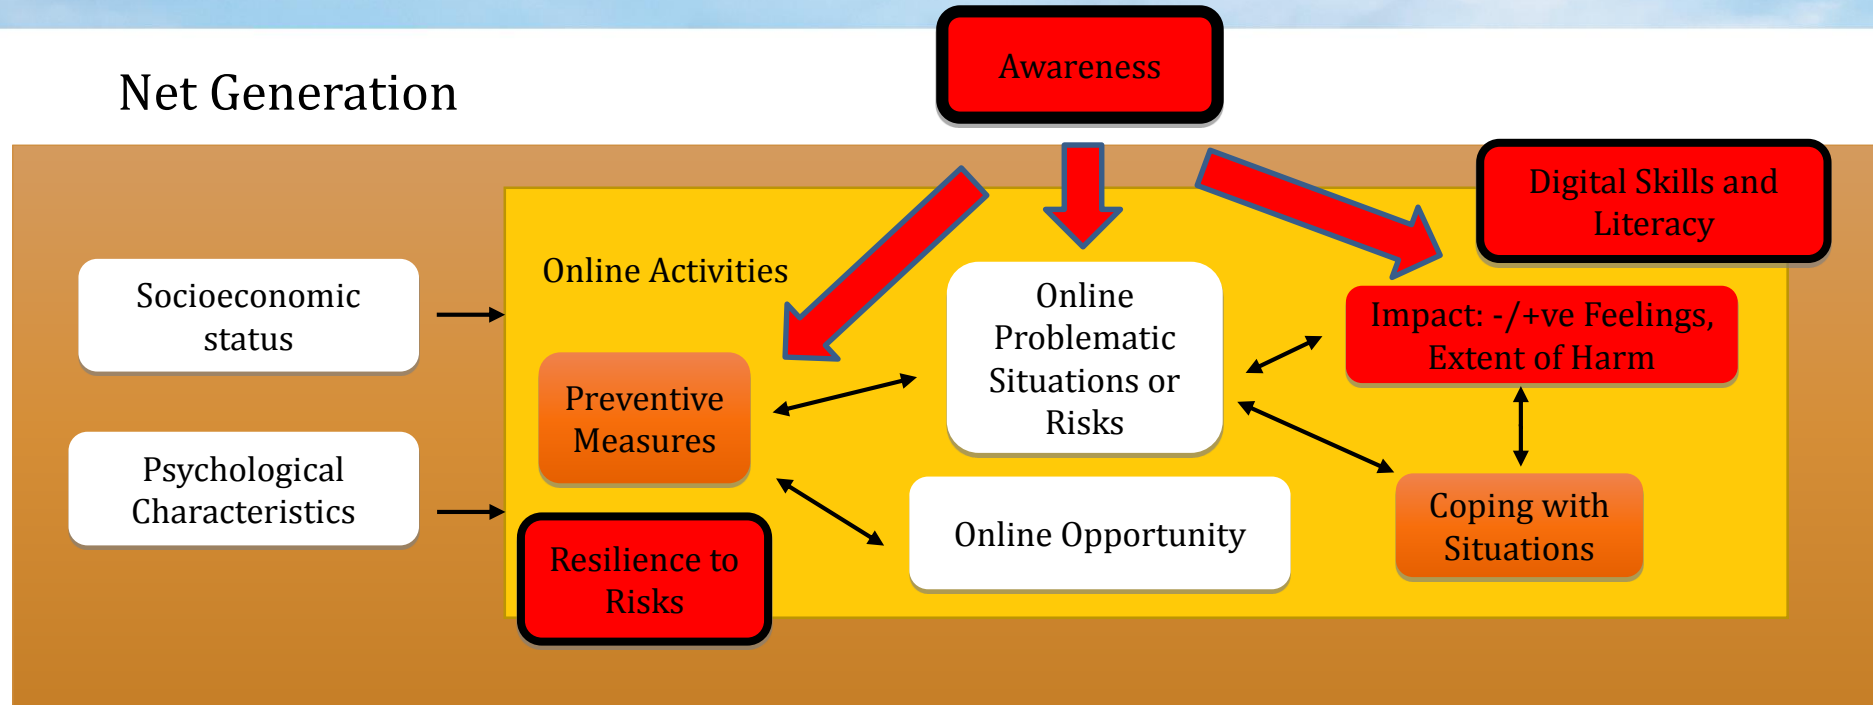 Net Generation
Awareness
Digital Skills and
Literacy
Socioeconomic
status
Online Activities
Online
Problematic
Situations or
Risks
Impact: -/+ve Feelings,
Extent of Harm
Preventive
Measures
Psychological
Characteristics
Online Opportunity
Coping with
Situations
Resilience to
Risks